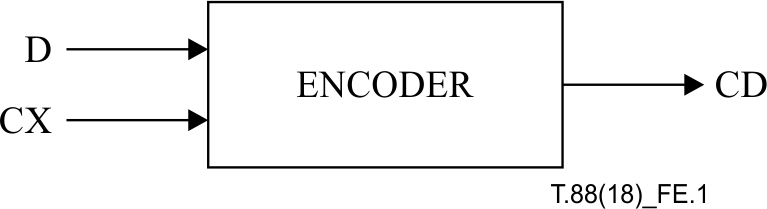 D
ENCODER
CD
CX
T.88(18)_FE.1